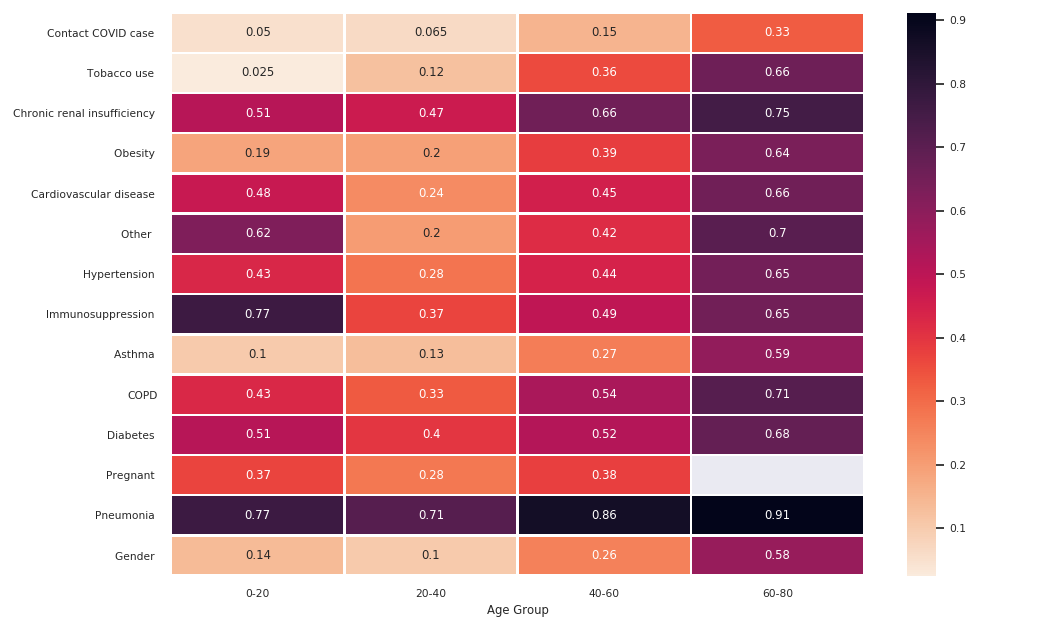 Contact COVID case 0.05 0.065 0.15 0.33
Tobacco use 0.025 0.12 0.36 0.66
Chronic renal insufficiency 0.51 0.47 0.66 0.75
Obesity 0.19 0.2 0.39 0.64
Cardiovascular disease 0.48 0.24 0.45 0.66
Other 0.62 0.2 0.42 0.7
Hypertension 0.43 0.28 0.44 0.65
Immunosuppression 0.77 0.37 0.49 0.65
Asthma 0.1 0.13 0.27 0.59
COPD 0.43 0.33 0.54 0.71
Diabetes 0.51 0.4 0.52 0.68
Pregnant 0.37 0.28 0.38
Pneumonia 0.77 0.71 0.86 0.91
Gender 0.14 0.1 0.26 0.58
0-20 20-40 40-60 60-80
Age Group
0.9
0.8
0.7
0.6
0.5
0.4
0.3
0.2
0.1